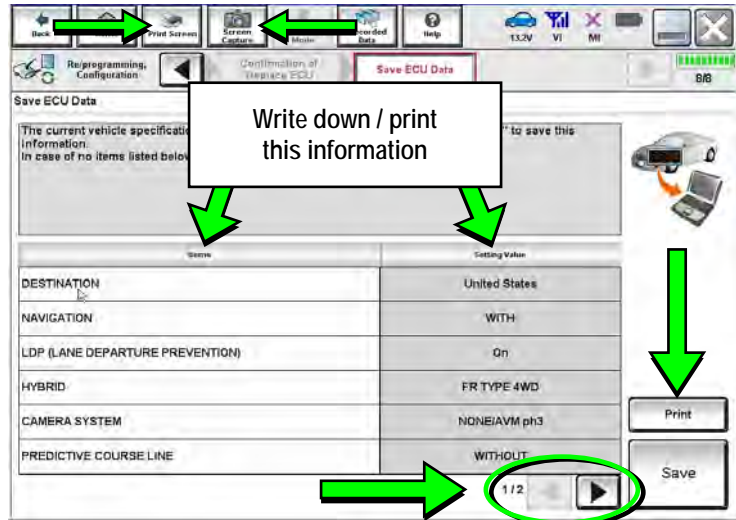 Back
Print Screen
Screen Capture
Mode
Recorded Data
Help
13.2V
VI
MI
Re/programming, Configuration
Confirmation of Replace ECU
Save ECU Data
8/8
Save ECU Data
The current vehicle specificatio
" to save this
information.
In case of no items listed below
Write down / print
this information
Items
Setting Value
DESTINATION
United States
NAVIGATION
WITH
LDP (LANE DEPARTURE PREVENTION)
On
HYBRID
FR TYPE 4WD
CAMERA SYSTEM
NONE/AVM ph3
PREDICTIVE COURSE LINE
WITHOUT
Print
Save
1/2